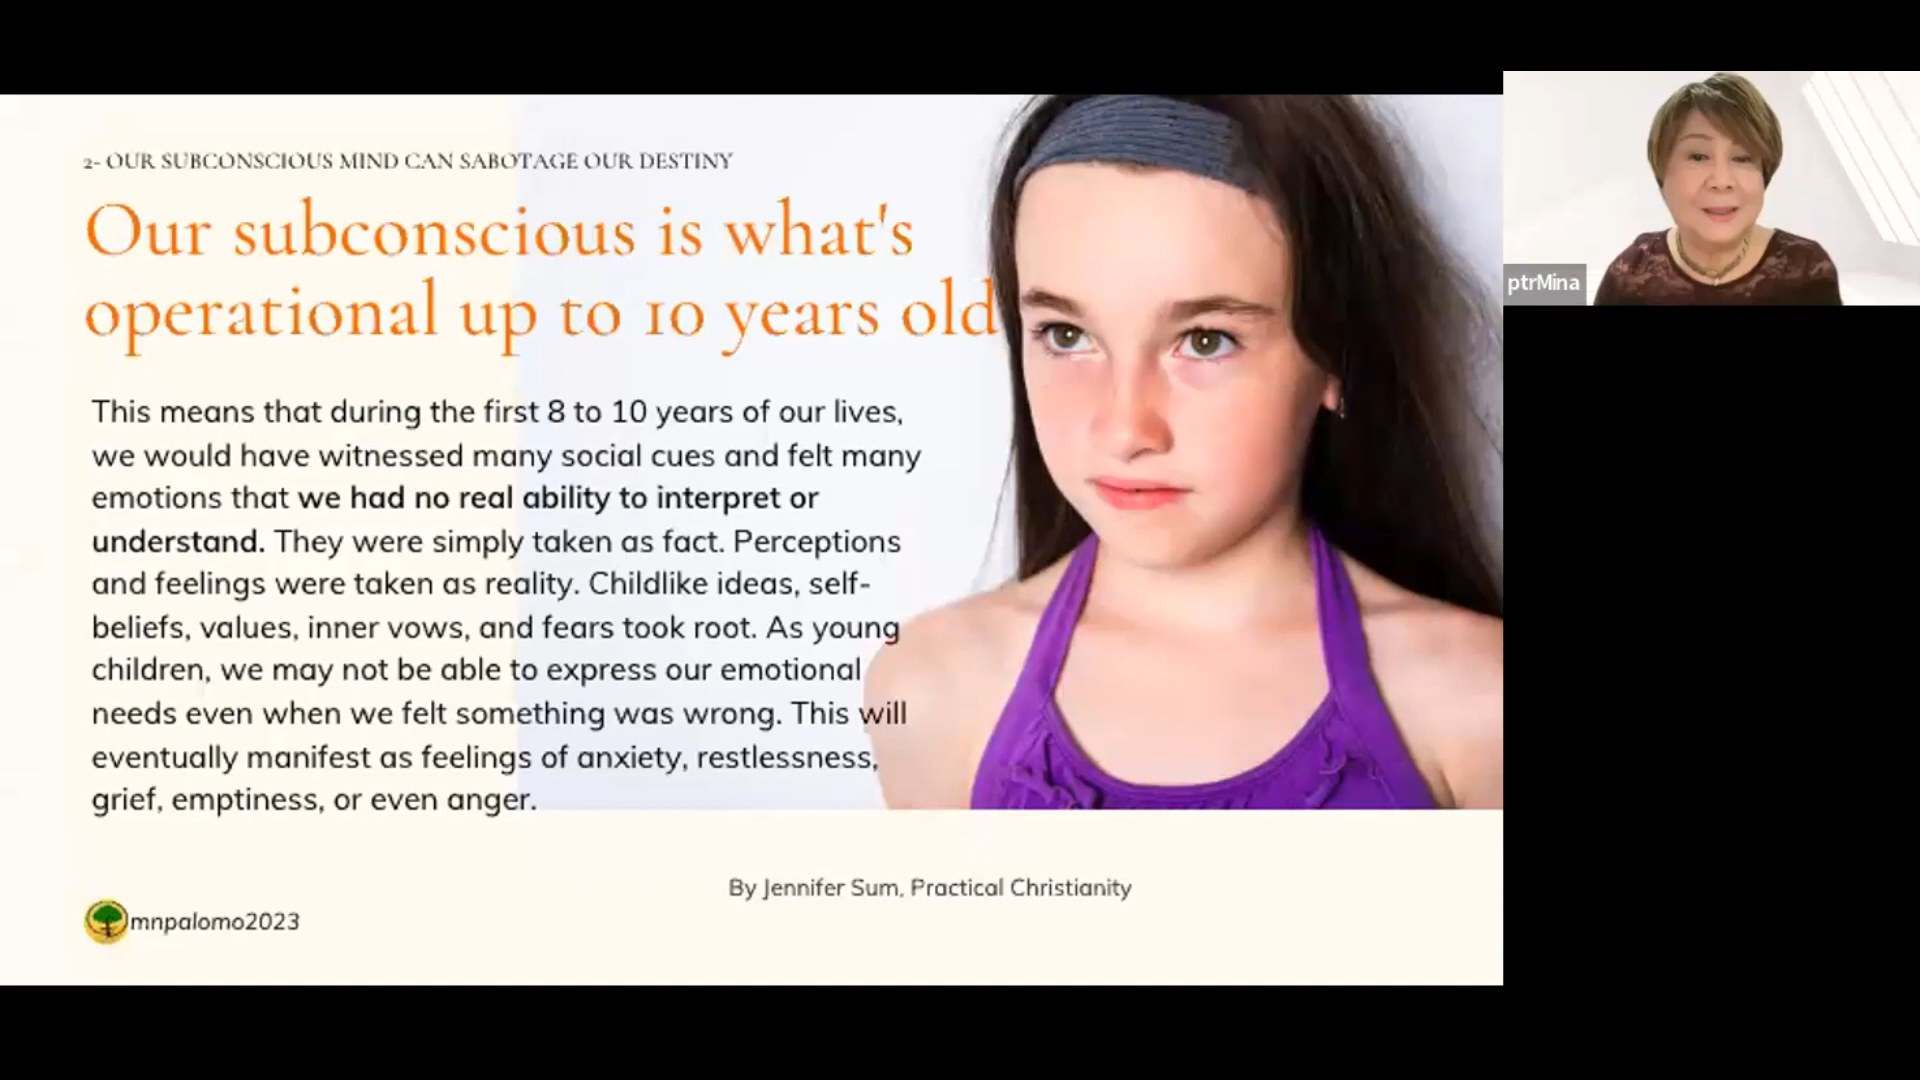 2- OUR SUBCONSCIOUS MIND CAN SABOTAGE OUR DESTINY
Our subconscious is what's
operational up to 10 years old
This means that during the first 8 to 10 years of our lives,
we would have witnessed many social cues and felt many
emotions that we had no real ability to interpret or
understand. They were simply taken as fact. Perceptions
and feelings were taken as reality. Childlike ideas, self-
beliefs, values, inner vows, and fears took root. As young
children, we may not be able to express our emotional
needs even when we felt something was wrong. This will
eventually manifest as feelings of anxiety, restlessness,
grief, emptiness, or even anger.
By Jennifer Sum, Practical Christianity
mnpalomo2023
ptrMina